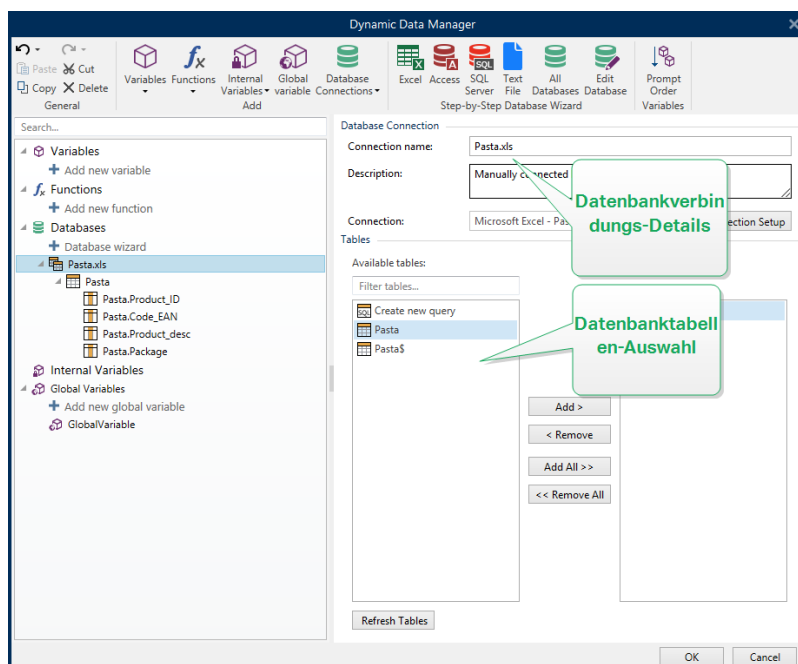 Dynamic Data Manager
Paste
Cut
Copy
Delete
General
Variables
Functions
Internal
Variables
Global
variable
Database
Connections
Add
Excel
Access
SQL
Server
Text
File
All
Databases
Edit
Database
Step-by-Step Database Wizard
Prompt
Order
Variables
Search...
Variables
Add new variable
Functions
Add new function
Databases
Database wizard
Pasta.xls
Pasta
Pasta.Product_ID
Pasta.Code_EAN
Pasta.Product_desc
Pasta.Package
Internal Variables
Global Variables
Add new global variable
GlobalVariable
Database Connection
Connection name:
Pasta.xls
Description:
Manually connected
Connection:
Microsoft Excel - Pas
ection Setup
Datenbankverbin
dungs-Details
Tables
Available tables:
Filter tables...
SQL Create new query
Pasta
Pasta$
Datenbanktabell
en-Auswahl
Add >
< Remove
Add All >>
<< Remove All
Refresh Tables
OK
Cancel